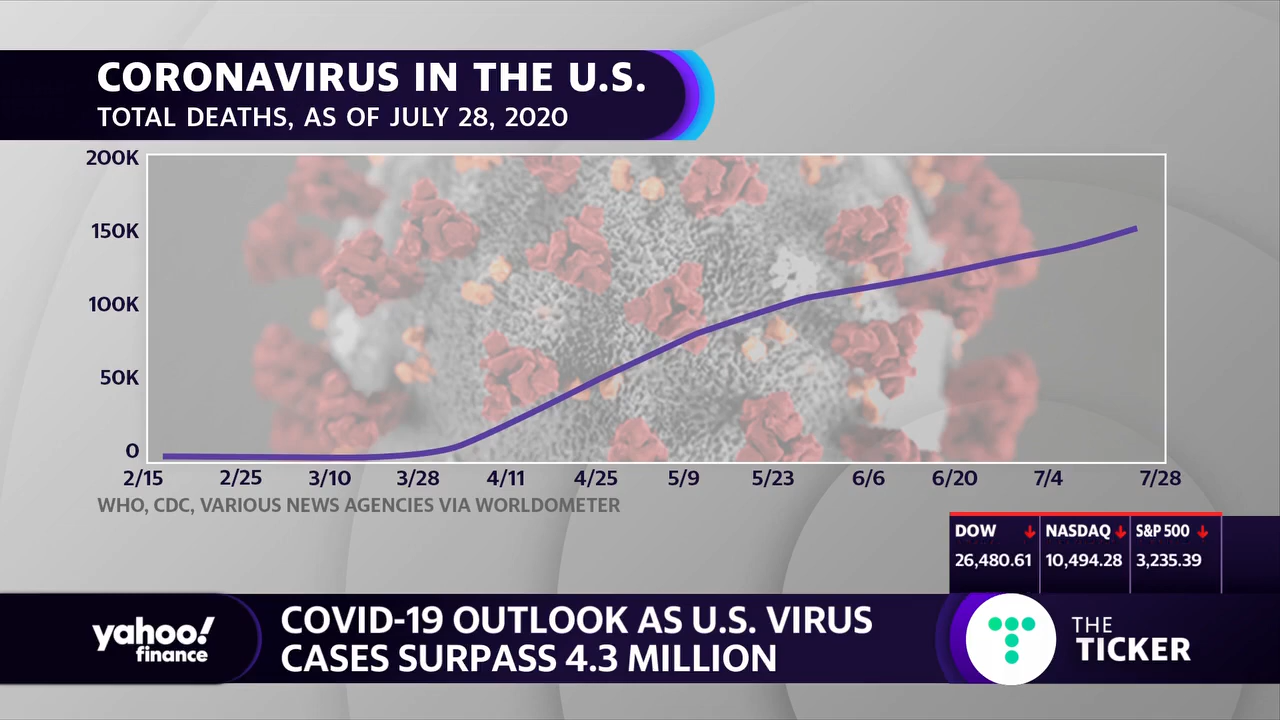 CORONAVIRUS IN THE U.S.
TOTAL DEATHS, AS OF JULY 28, 2020
200K
150K
100K
50K
0
2/15 2/25 3/10 3/28 4/11 4/25 5/9 5/23 6/6 6/20 7/4 7/28
WHO, CDC, VARIOUS NEWS AGENCIES VIA WORLDOMETER
DOW NASDAQ S&P 500
26,480.61 10,494.28 3,235.39
yahoo!
finance
COVID-19 OUTLOOK AS U.S. VIRUS
CASES SURPASS 4.3 MILLION
THE
TICKER